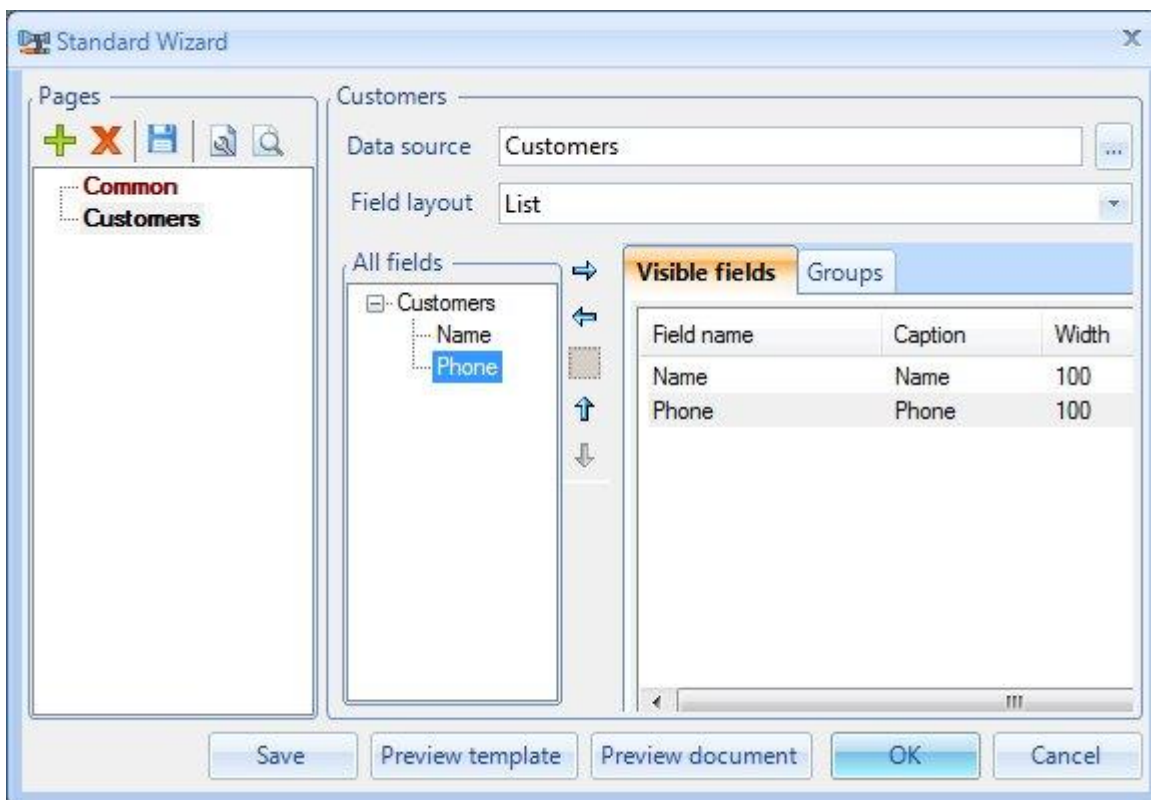 Standard Wizard
Pages
Common
Customers
Customers
Data source Customers ...
Field layout List
All fields
Customers
Name
Phone
Visible fields Groups
Field name Caption Width
Name Name 100
Phone Phone 100
Save Preview template Preview document OK Cancel